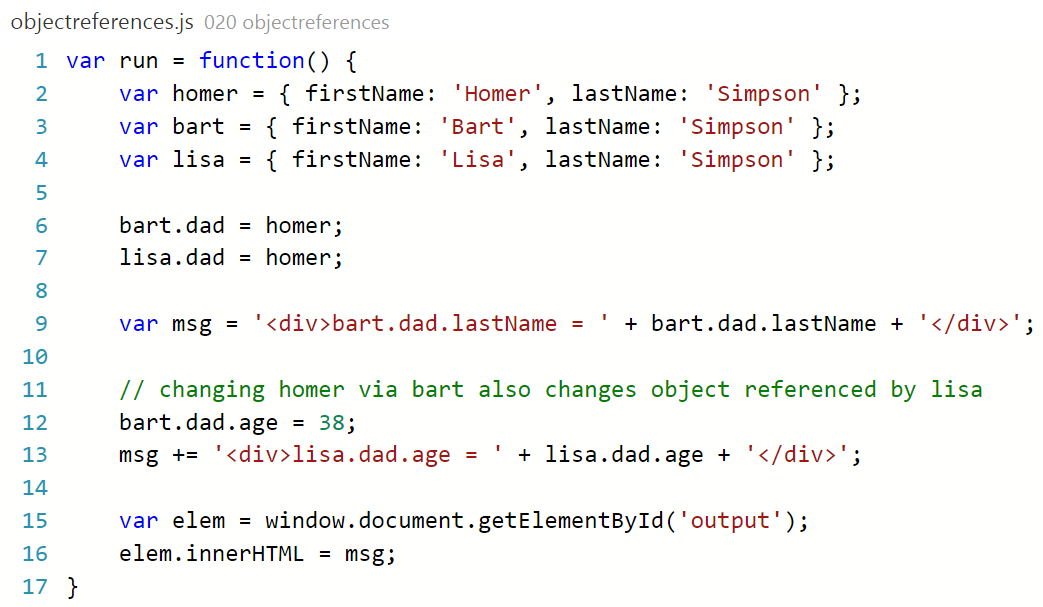 objectreferences.js 020 objectreferences
1 var run = function() {
2     var homer = { firstName: 'Homer', lastName: 'Simpson' };
3     var bart = { firstName: 'Bart', lastName: 'Simpson' };
4     var lisa = { firstName: 'Lisa', lastName: 'Simpson' };
5
6     bart.dad = homer;
7     lisa.dad = homer;
8
9     var msg = '<div>bart.dad.lastName = ' + bart.dad.lastName + '</div>';
10
11     // changing homer via bart also changes object referenced by lisa
12     bart.dad.age = 38;
13     msg += '<div>lisa.dad.age = ' + lisa.dad.age + '</div>';
14
15     var elem = window.document.getElementById('output');
16     elem.innerHTML = msg;
17 }